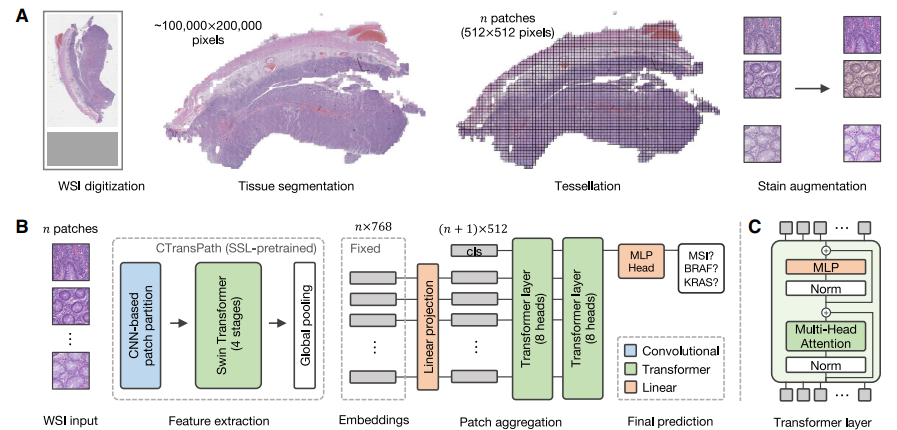 A
~100,000×200,000
pixels
n patches
(512×512 pixels)
WSI digitization
Tissue segmentation
Tessellation
Stain augmentation
B
n patches
CTransPath (SSL-pretrained)
CNN-based
patch partition
Swin Transformer
(4 stages)
Global pooling
n×768
Fixed
Linear projection
(n + 1)×512
cls
Transformer layer
(8 heads)
Transformer layer
(8 heads)
MLP
Head
MSI?
BRAF?
KRAS?
Convolutional
Transformer
Linear
WSI input
Feature extraction
Embeddings
Patch aggregation
Final prediction
C
MLP
Norm
Multi-Head
Attention
Norm
Transformer layer